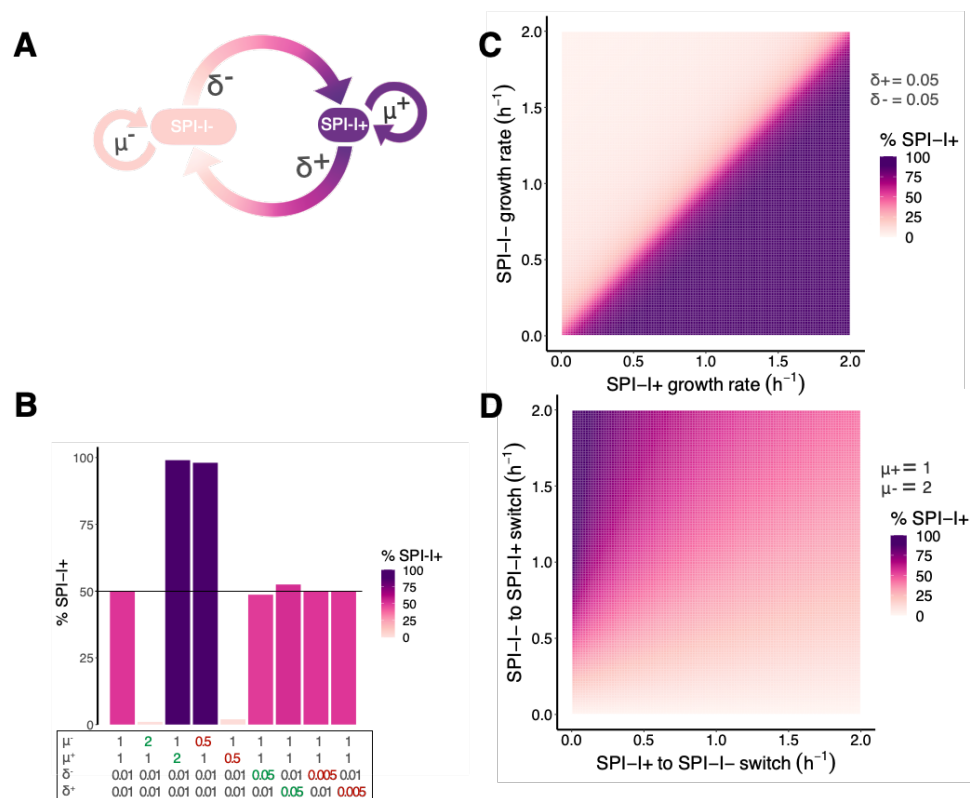 A
δ-
SPI-I-
SPI-I+
μ-
μ+
δ+
B
100
75
50
25
0
% SPI-I+
% SPI-I+
100
75
50
25
0
μ- 1 2 1 0.5 1 1 1 1 1
μ+ 1 1 2 1 0.5 1 1 1 1
δ- 0.01 0.01 0.01 0.01 0.01 0.05 0.01 0.005 0.01
δ+ 0.01 0.01 0.01 0.01 0.01 0.01 0.05 0.01 0.005
C
2.0
1.5
1.0
0.5
0.0
SPI-I- growth rate (h⁻¹)
0.0 0.5 1.0 1.5 2.0
SPI-I+ growth rate (h⁻¹)
δ+ = 0.05
δ- = 0.05
% SPI-I+
100
75
50
25
0
D
2.0
1.5
1.0
0.5
0.0
SPI-I- to SPI-I+ switch (h⁻¹)
0.0 0.5 1.0 1.5 2.0
SPI-I+ to SPI-I- switch (h⁻¹)
μ+ = 1
μ- = 2
% SPI-I+
100
75
50
25
0